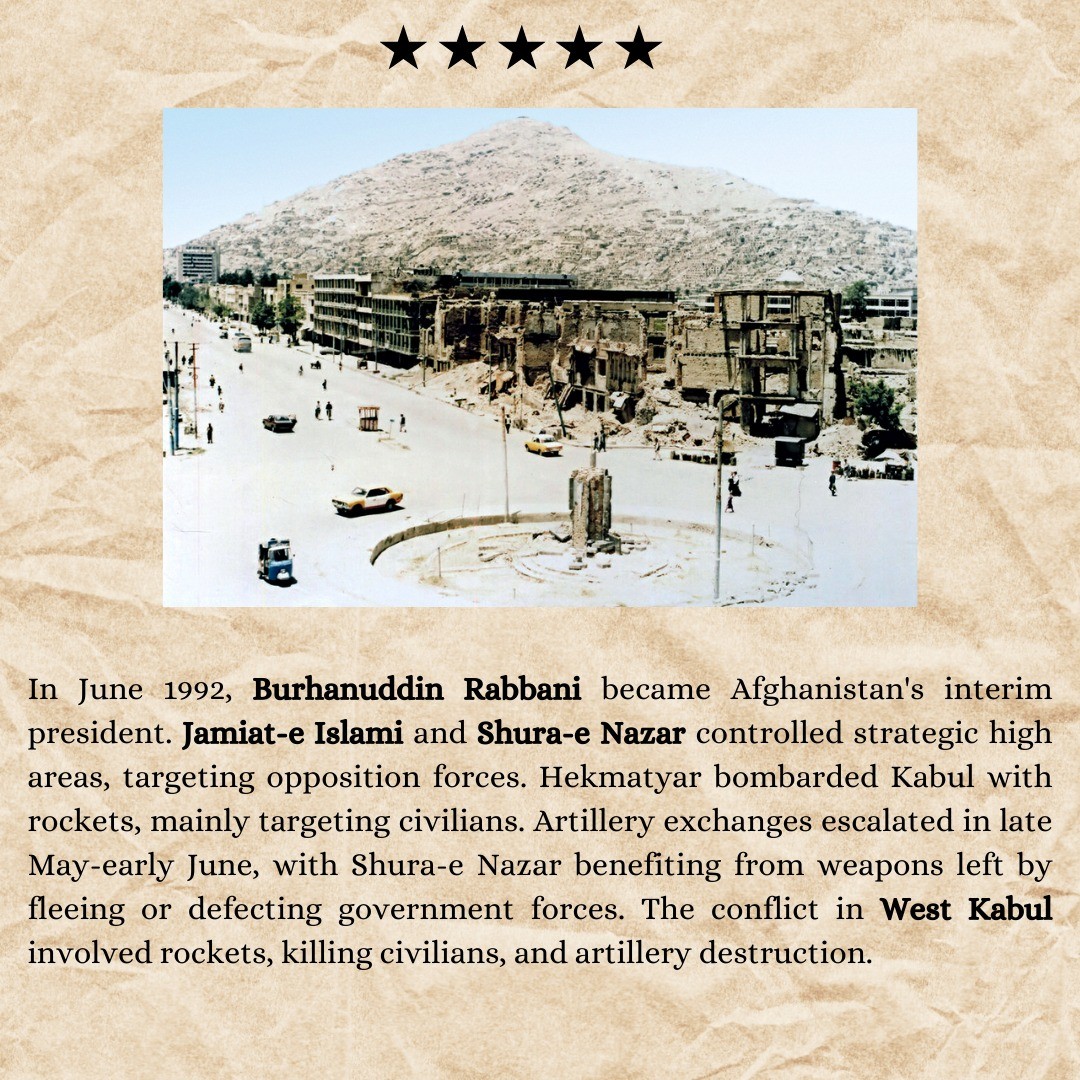 In June 1992, Burhanuddin Rabbani became Afghanistan's interim
president. Jamiat-e Islami and Shura-e Nazar controlled strategic high
areas, targeting opposition forces. Hekmatyar bombarded Kabul with
rockets, mainly targeting civilians. Artillery exchanges escalated in late
May-early June, with Shura-e Nazar benefiting from weapons left by
fleeing or defecting government forces. The conflict in West Kabul
involved rockets, killing civilians, and artillery destruction.